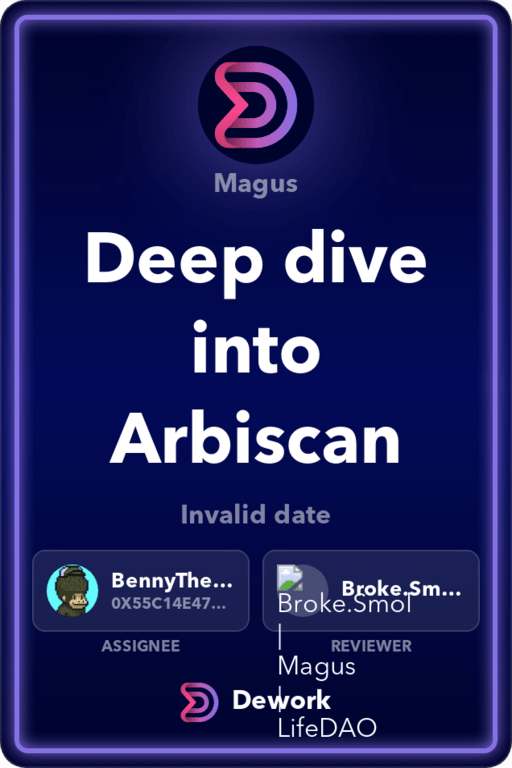 Magus
Deep dive
into
Arbiscan
Invalid date
BennyThe...
0X55C14E47...
ASSIGNEE
Broke.Sm...
Broke.Smol
|
Magus
|
LifeDAO
REVIEWER
Dework